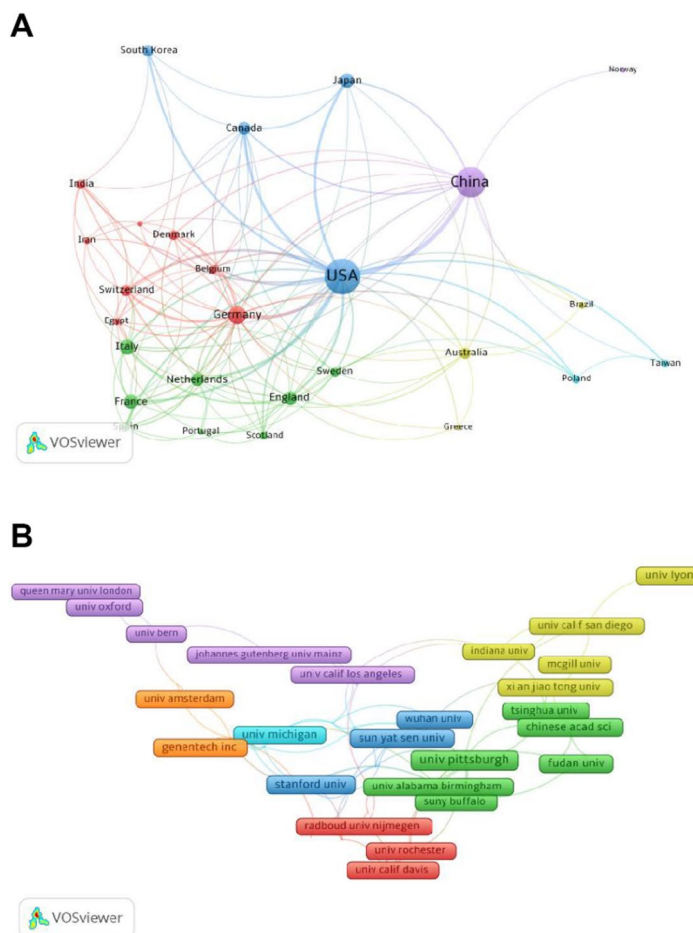 A
South Korea
Japan
Norway
Canada
China
India
Denmark
Iran
Belgium
USA
Switzerland
Germany
Egypt
Brazil
Italy
Australia
Taiwan
Sweden
Netherlands
Poland
France
England
Spain
Portugal
Scotland
Greece
VOSviewer
B
univ lyon
queen mary univ london
univ oxford
univ calif san diego
univ bern
indiana univ
johannes gutenberg univ mainz
mcgill univ
univ calif los angeles
xi an jiao tong univ
univ amsterdam
tsinghua univ
wuhan univ
chinese acad sci
univ michigan
sun yat sen univ
genentech inc
univ pittsburgh
fudan univ
stanford univ
univ alabama birmingham
suny buffalo
radboud univ nijmegen
univ rochester
univ calif davis
VOSviewer